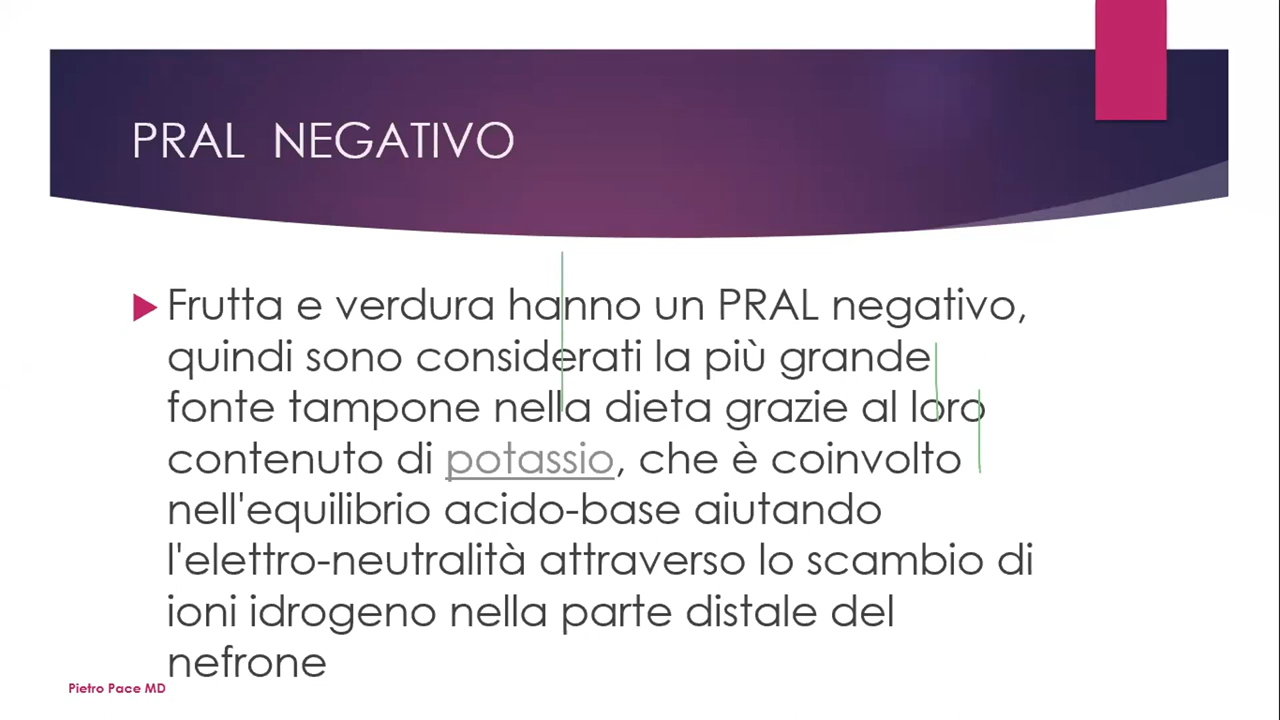 PRAL NEGATIVO
Frutta e verdura hanno un PRAL negativo,
quindi sono considerati la più grande
fonte tampone nella dieta grazie al loro
contenuto di potassio, che è coinvolto
nell'equilibrio acido-base aiutando
l'elettro-neutralità attraverso lo scambio di
ioni idrogeno nella parte distale del
nefrone
Pietro Pace MD